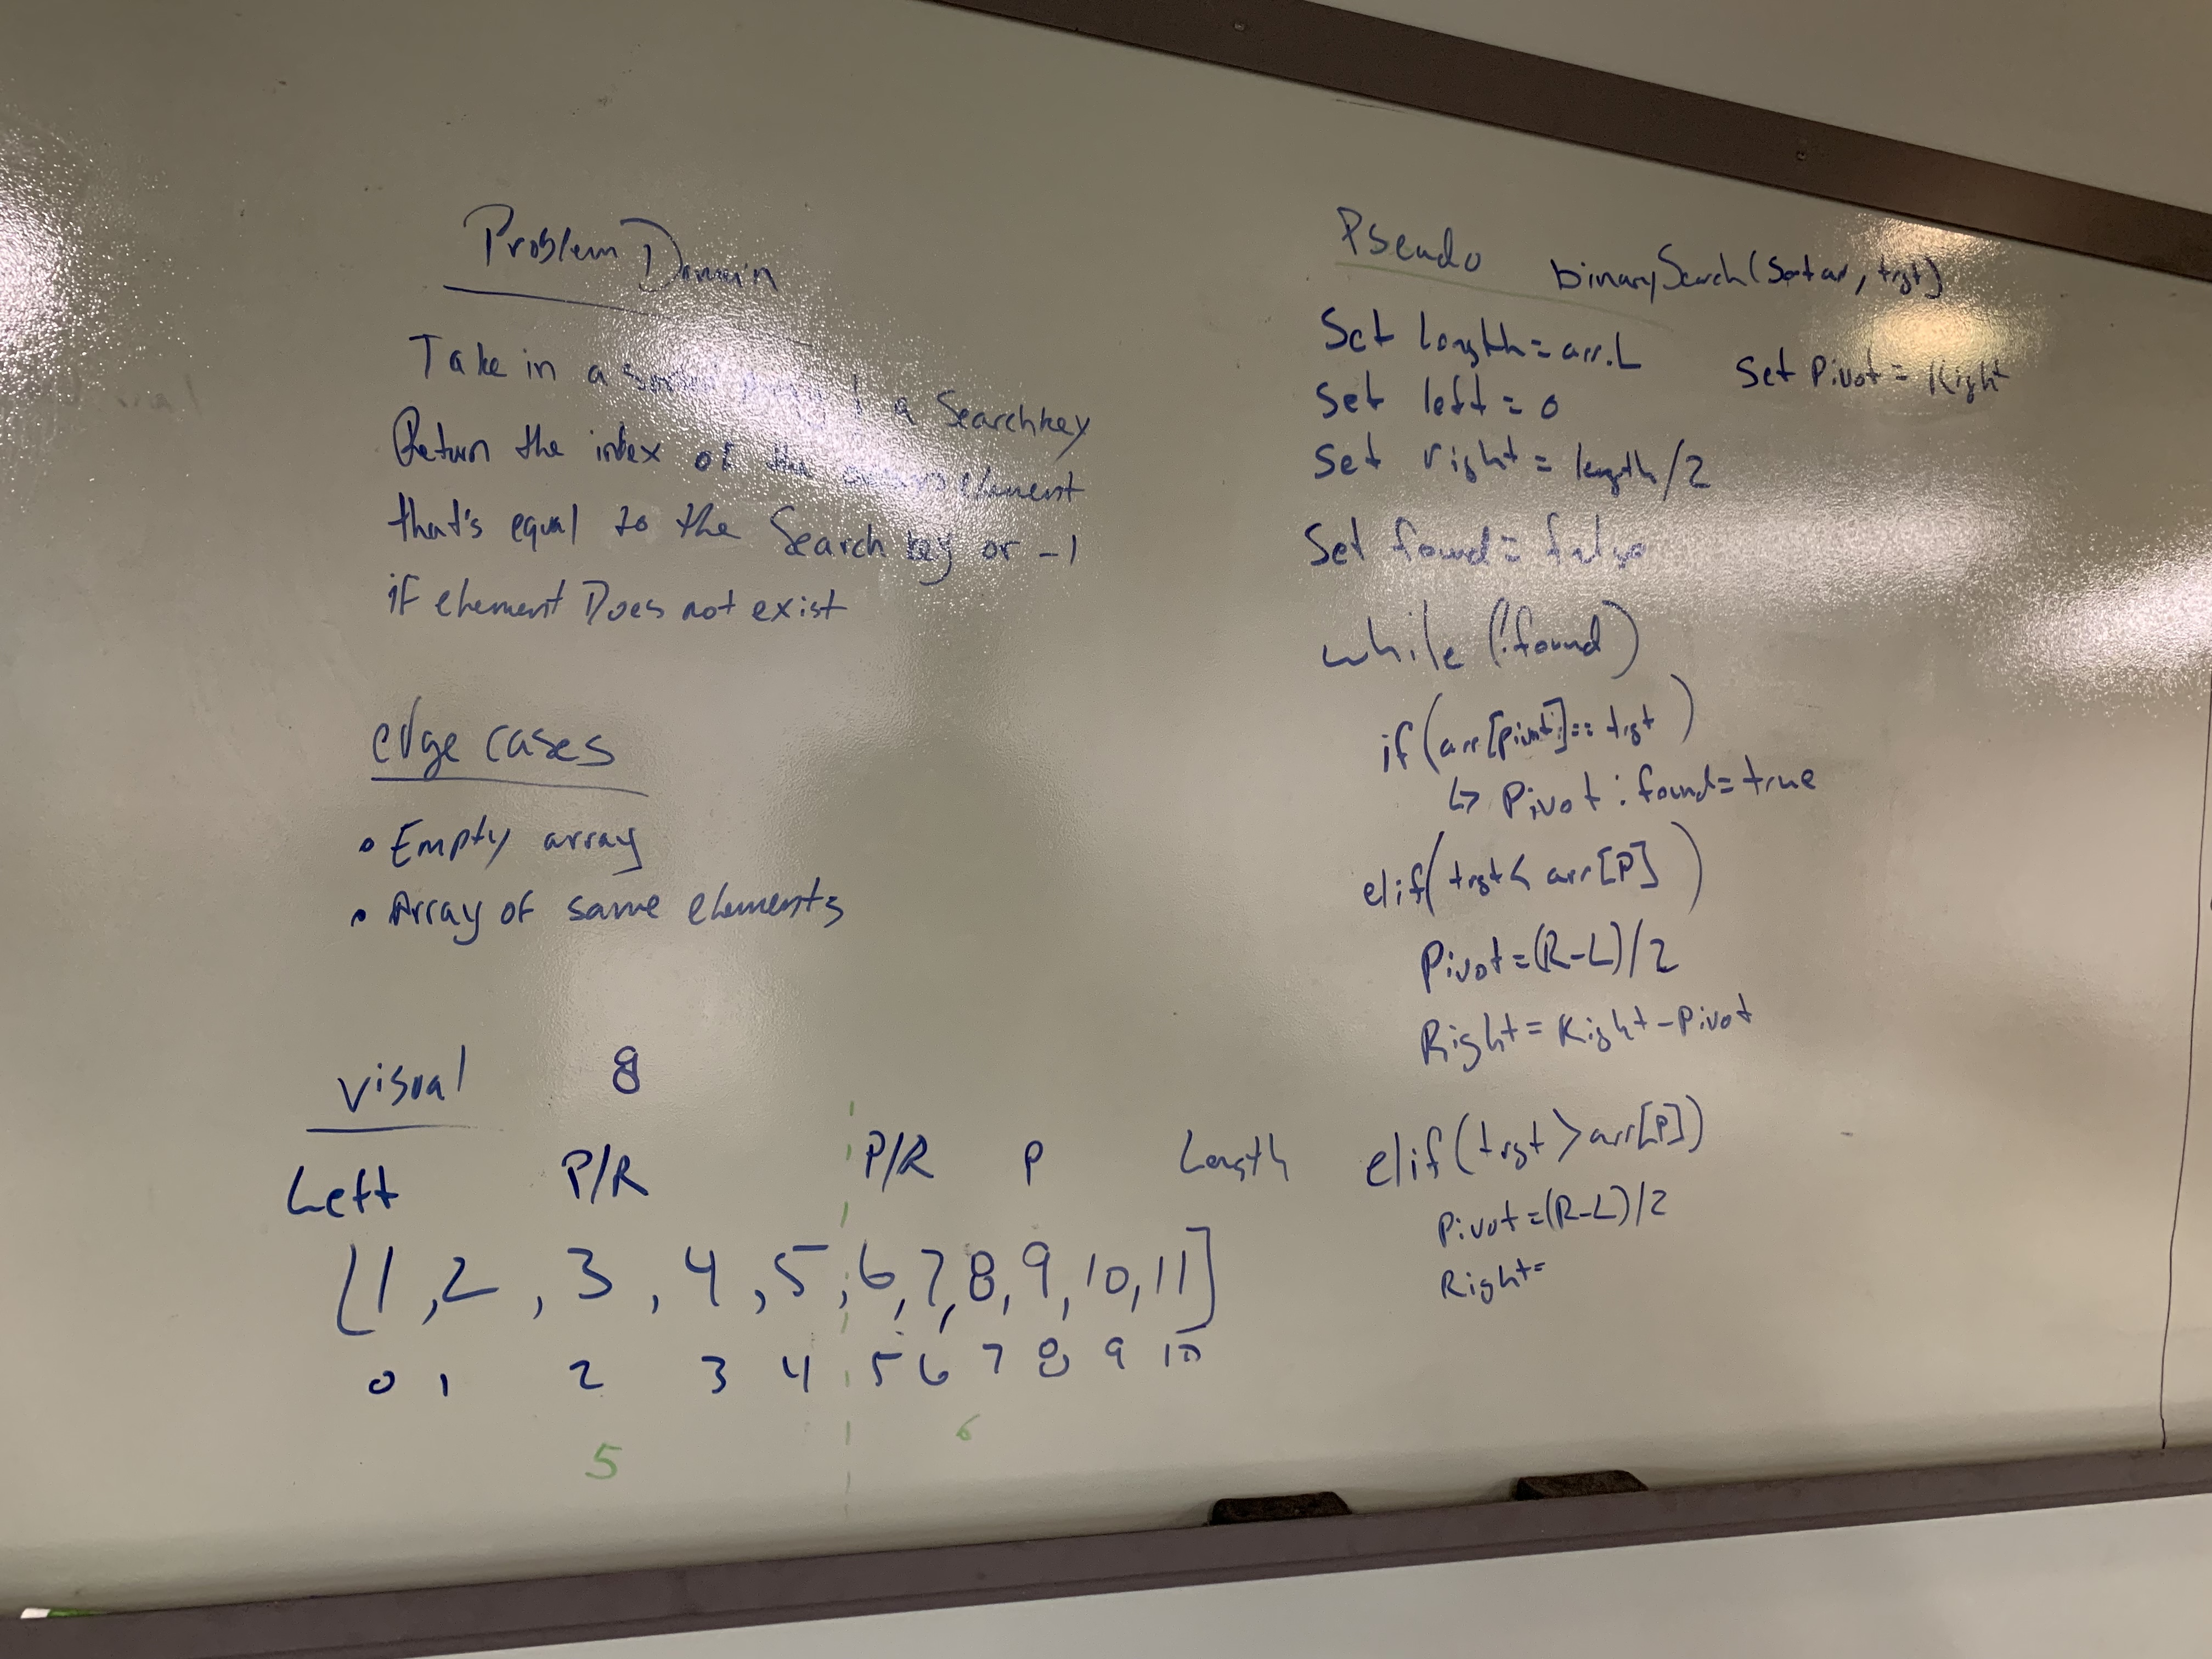 Problem Domain
Take in a sorted array & a Searchkey
Return the index of the element
that's equal to the Search key or -1
if element Does not exist
edge cases
• Empty array
• Array of same elements
Visual 8
Left P/R P/R P Length
[1, 2, 3, 4, 5, 6, 7, 8, 9, 10, 11]
0 1 2 3 4 5 6 7 8 9 10
5 6
Pseudo binarySearch(Sortar, trgt)
Set length = arr.L
Set Pivot = Right
Set left = 0
Set right = length/2
Set found = false
while (!found)
if (arr[pivot] == trgt)
↳ Pivot : found = true
elif (trgt < arr[P])
Pivot = (R-L)/2
Right = Right - Pivot
elif (trgt > arr[P])
Pivot = (R-L)/2
Right =